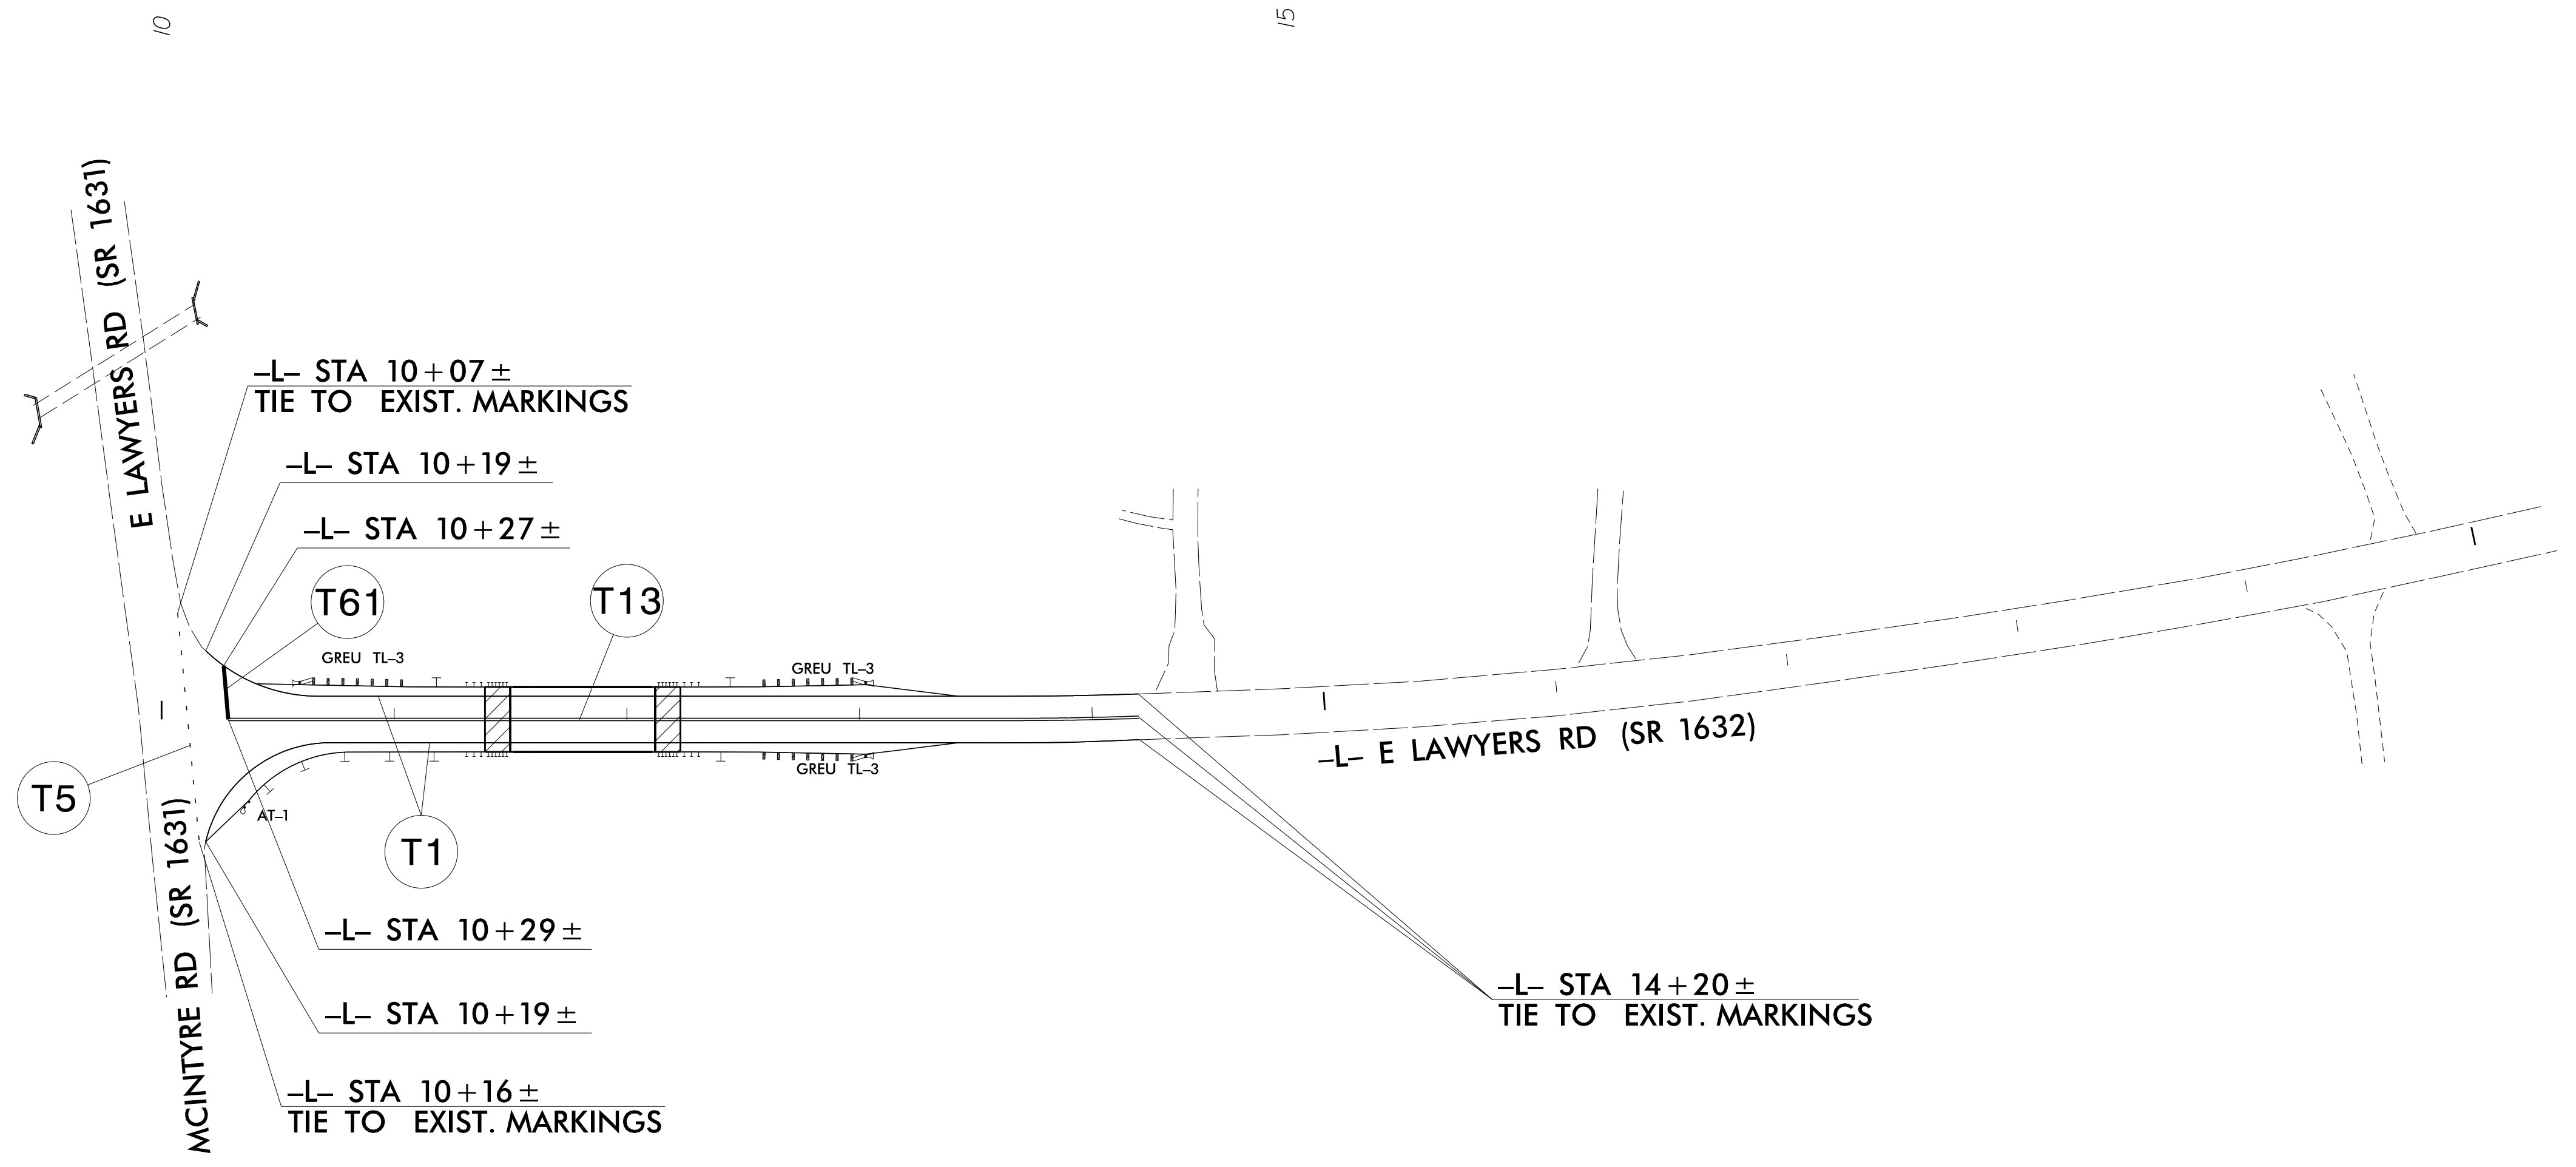 10
15
E LAWYERS RD (SR 1631)
–L– STA 10+07±
TIE TO EXIST. MARKINGS
–L– STA 10+19±
–L– STA 10+27±
T61
T13
GREU TL–3
GREU TL–3
–L– E LAWYERS RD (SR 1632)
GREU TL–3
T5
AT–1
T1
MCINTYRE RD (SR 1631)
–L– STA 10+29±
–L– STA 14+20±
TIE TO EXIST. MARKINGS
–L– STA 10+19±
–L– STA 10+16±
TIE TO EXIST. MARKINGS